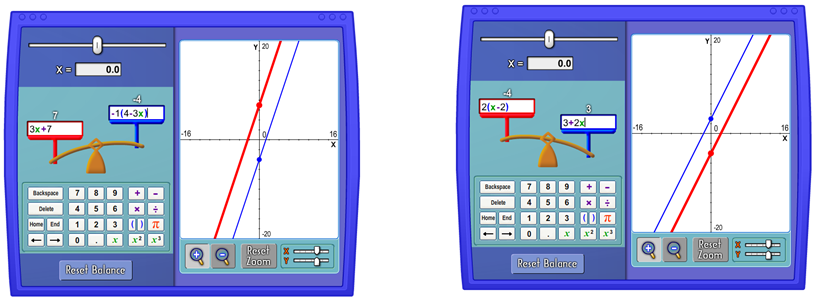 X = 0.0
7
-4
3x+7
-1(4-3x)
Backspace 7 8 9 + −
Delete 4 5 6 × ÷
Home End 1 2 3 ( ) π
← → 0 . x x² x³
Reset Balance
Y 20
-16 16
X
-20
Reset Zoom
X
Y
X = 0.0
-4
3
2(x-2)
3+2x
Backspace 7 8 9 + −
Delete 4 5 6 × ÷
Home End 1 2 3 ( ) π
← → 0 . x x² x³
Reset Balance
Y 20
-16 16
X
-20
Reset Zoom
X
Y